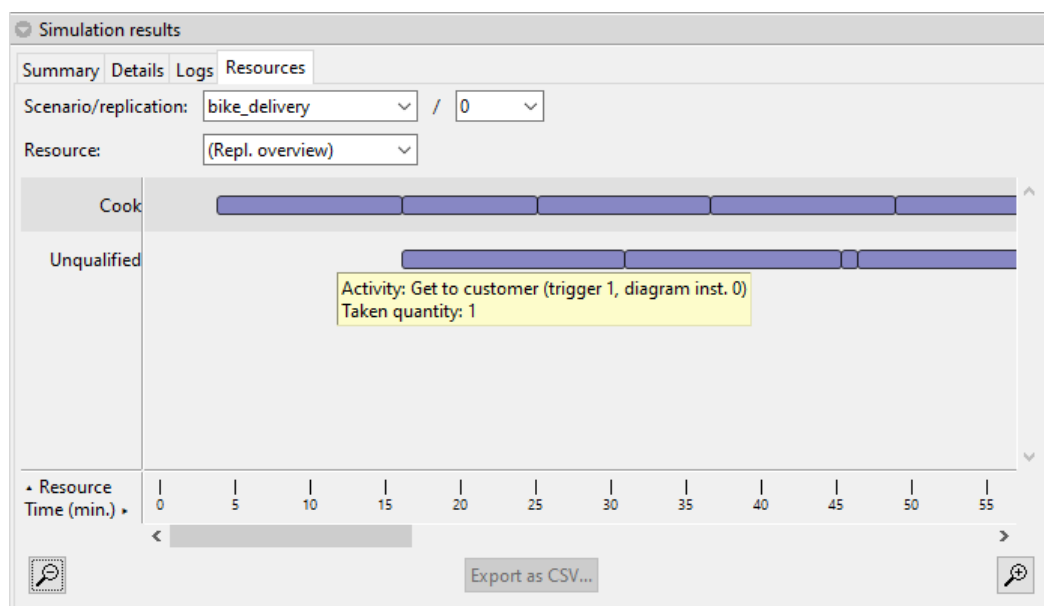 Simulation results
Summary Details Logs Resources
Scenario/replication: bike_delivery / 0
Resource: (Repl. overview)
Cook
Unqualified
Activity: Get to customer (trigger 1, diagram inst. 0)
Taken quantity: 1
Resource
Time (min.)
0 5 10 15 20 25 30 35 40 45 50 55
Export as CSV...